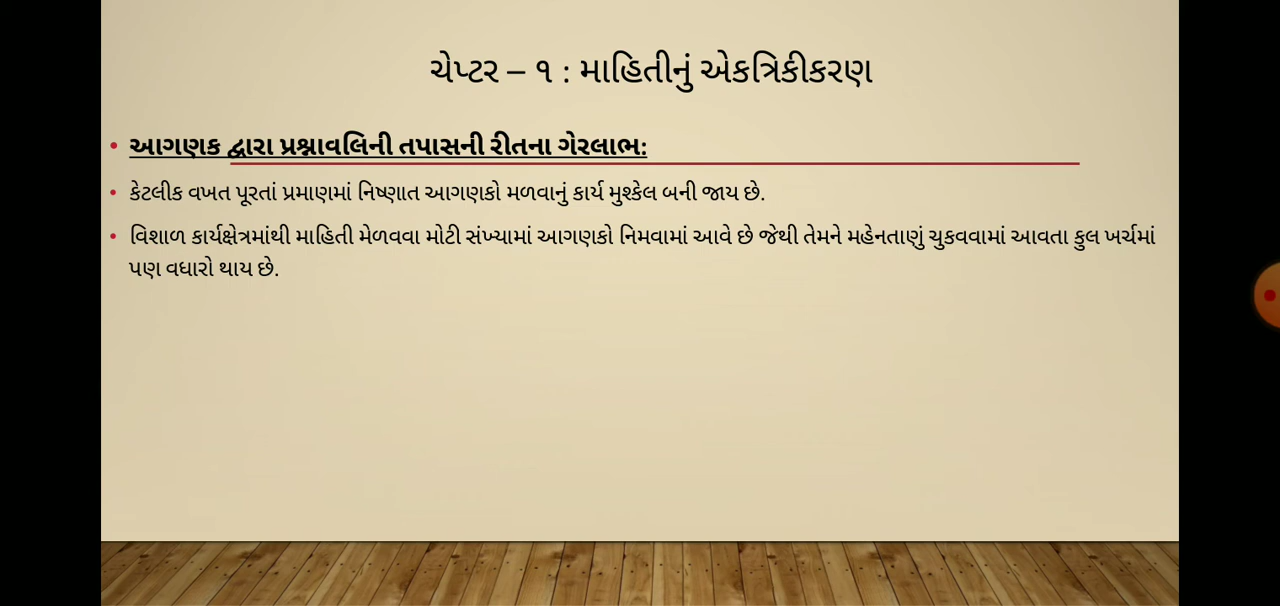 ચેપ્ટર – ૧ : માહિતીનું એકત્રિકીકરણ
• આગણક દ્વારા પ્રશ્નાવલિની તપાસની રીતના ગેરલાભ:
• કેટલીક વખત પૂરતાં પ્રમાણમાં નિષ્ણાત આગણકો મળવાનું કાર્ય મુશ્કેલ બની જાય છે.
• વિશાળ કાર્યક્ષેત્રમાંથી માહિતી મેળવવા મોટી સંખ્યામાં આગણકો નિમવામાં આવે છે જેથી તેમને મહેનતાણું ચુકવવામાં આવતા કુલ ખર્ચમાં
પણ વધારો થાય છે.